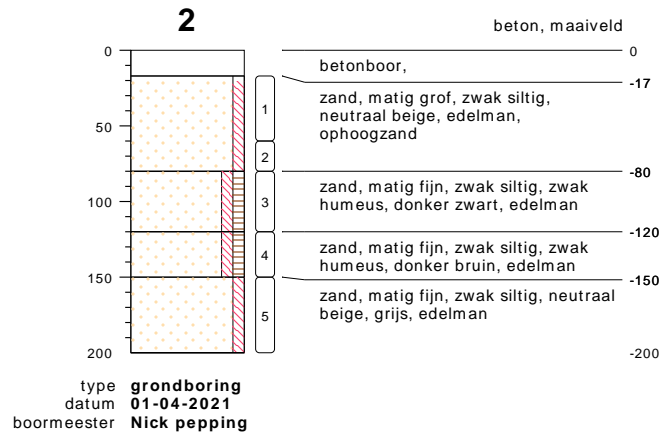 2
beton, maaiveld
0
0
betonboor,
-17
zand, matig grof, zwak siltig,
neutraal beige, edelman,
ophoogzand
1
50
2
-80
zand, matig fijn, zwak siltig, zwak
humeus, donker zwart, edelman
3
100
-120
zand, matig fijn, zwak siltig, zwak
humeus, donker bruin, edelman
4
150
-150
zand, matig fijn, zwak siltig, neutraal
beige, grijs, edelman
5
200
-200
type grondboring
datum 01-04-2021
boormeester Nick pepping